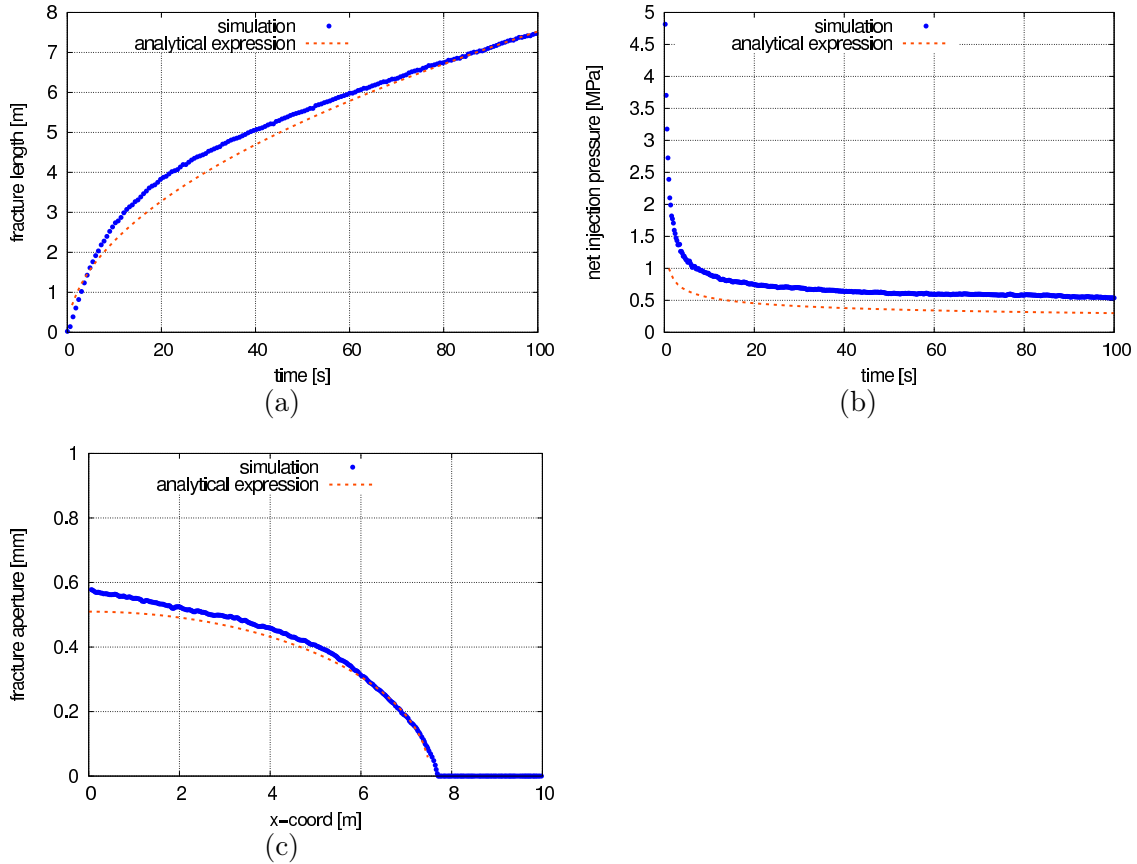 simulation
analytical expression
fracture length [m]
8
7
6
5
4
3
2
1
0
0 20 40 60 80 100
time [s]
(a)
simulation
analytical expression
net injection pressure [MPa]
5
4.5
4
3.5
3
2.5
2
1.5
1
0.5
0
0 20 40 60 80 100
time [s]
(b)
simulation
analytical expression
fracture aperture [mm]
1
0.8
0.6
0.4
0.2
0
0 2 4 6 8 10
x-coord [m]
(c)